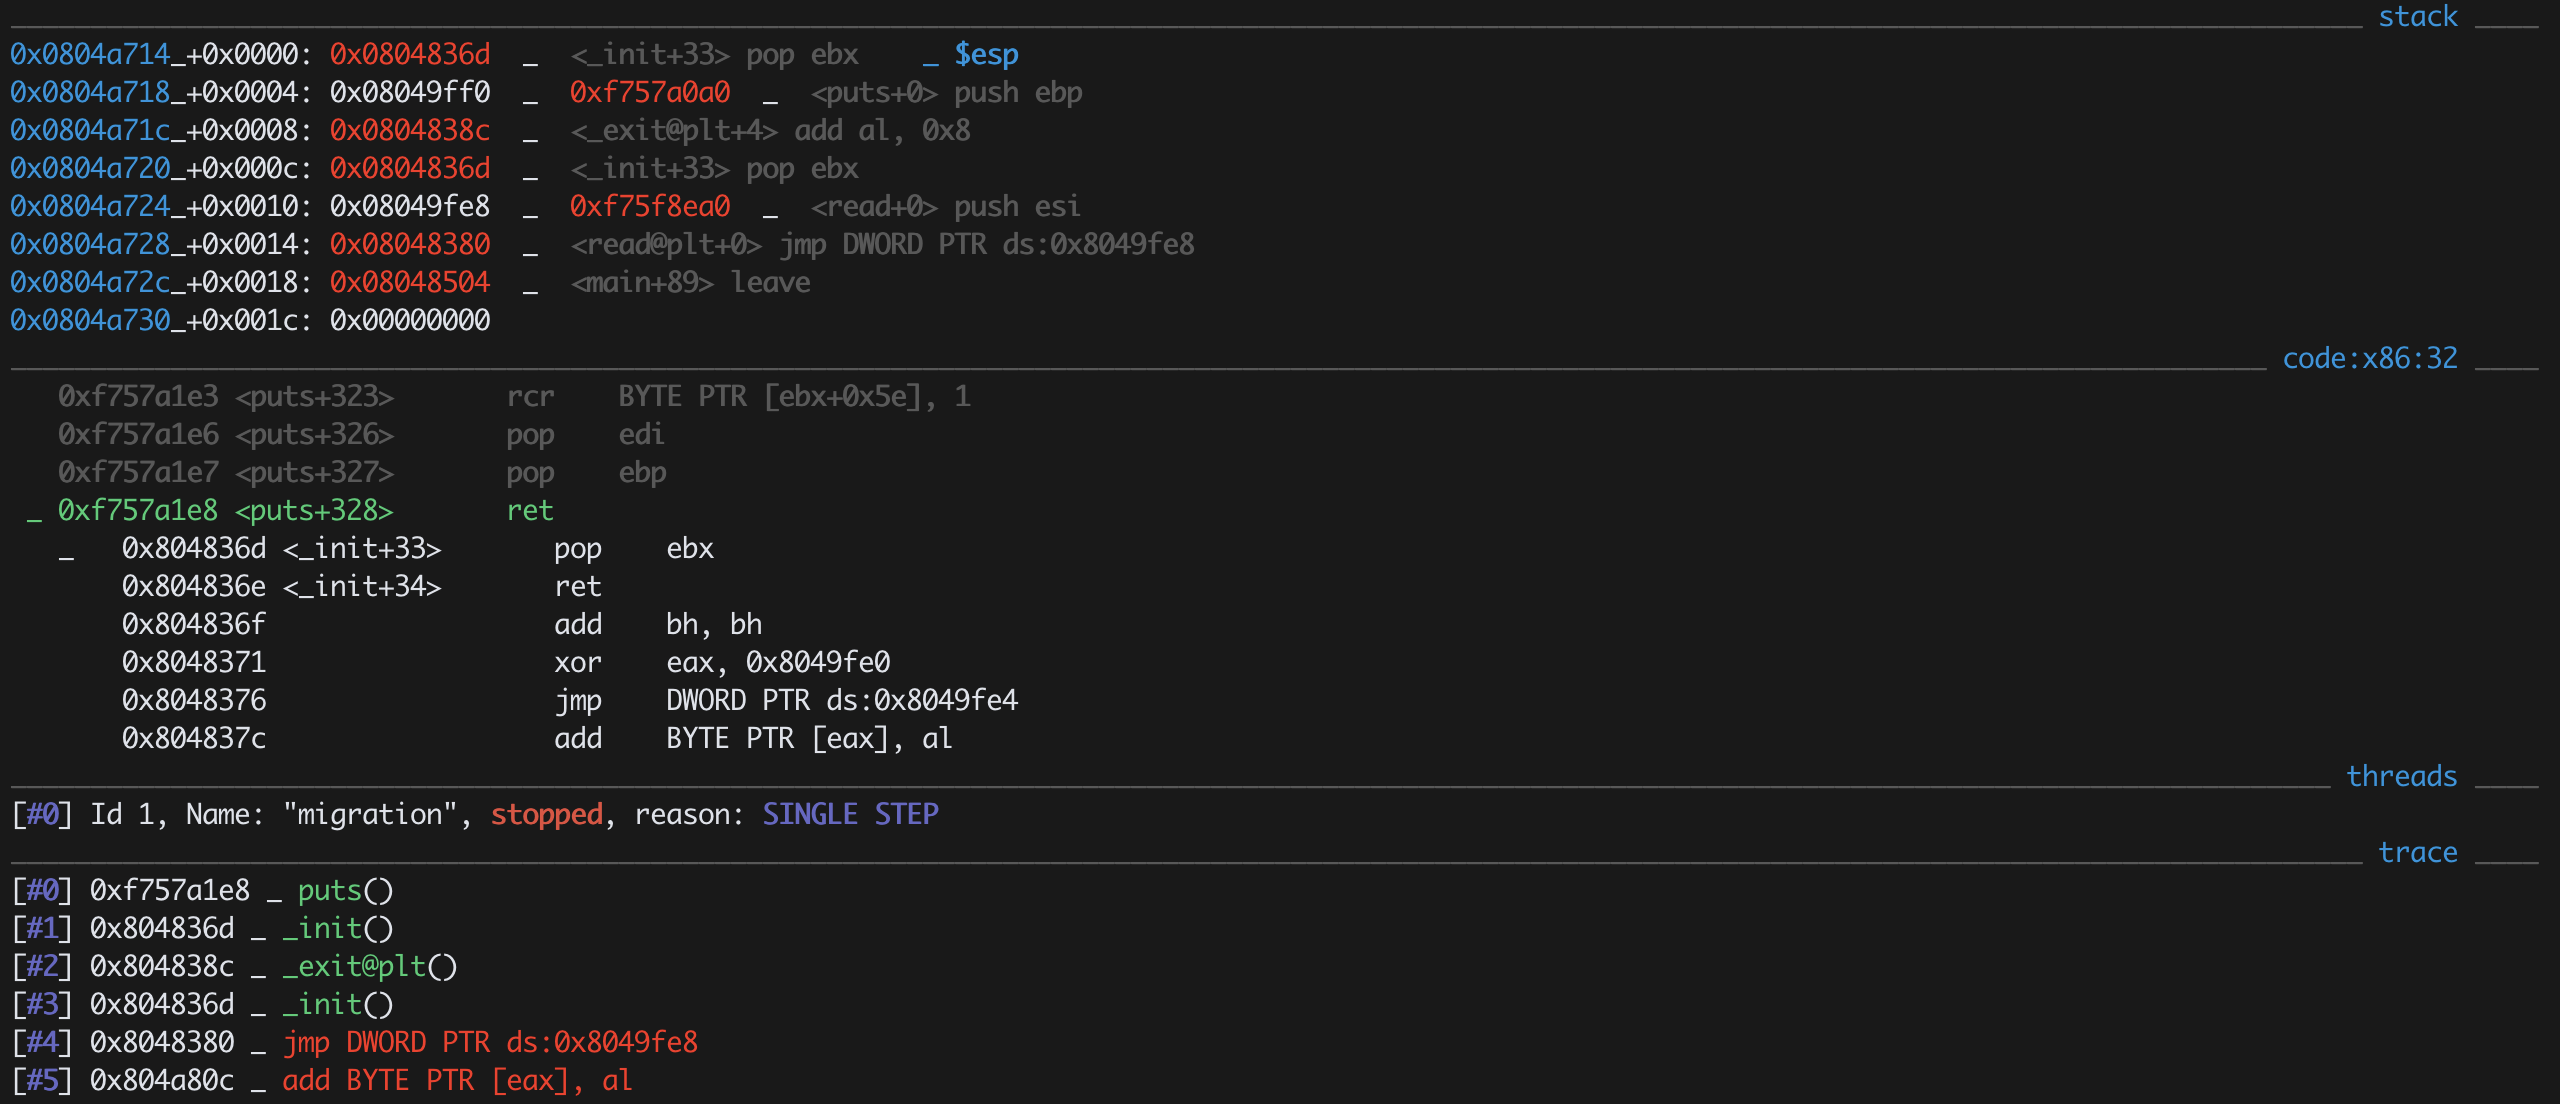 stack
0x0804a714_+0x0000: 0x0804836d  _  <_init+33> pop ebx    _ $esp
0x0804a718_+0x0004: 0x08049ff0  _  0xf757a0a0  _  <puts+0> push ebp
0x0804a71c_+0x0008: 0x0804838c  _  <_exit@plt+4> add al, 0x8
0x0804a720_+0x000c: 0x0804836d  _  <_init+33> pop ebx
0x0804a724_+0x0010: 0x08049fe8  _  0xf75f8ea0  _  <read+0> push esi
0x0804a728_+0x0014: 0x08048380  _  <read@plt+0> jmp DWORD PTR ds:0x8049fe8
0x0804a72c_+0x0018: 0x08048504  _  <main+89> leave
0x0804a730_+0x001c: 0x00000000
code:x86:32
0xf757a1e3 <puts+323>       rcr    BYTE PTR [ebx+0x5e], 1
0xf757a1e6 <puts+326>       pop    edi
0xf757a1e7 <puts+327>       pop    ebp
_ 0xf757a1e8 <puts+328>       ret
_   0x804836d <_init+33>       pop    ebx
0x804836e <_init+34>       ret
0x804836f                  add    bh, bh
0x8048371                  xor    eax, 0x8049fe0
0x8048376                  jmp    DWORD PTR ds:0x8049fe4
0x804837c                  add    BYTE PTR [eax], al
threads
[#0] Id 1, Name: "migration", stopped, reason: SINGLE STEP
trace
[#0] 0xf757a1e8 _ puts()
[#1] 0x804836d _ _init()
[#2] 0x804838c _ _exit@plt()
[#3] 0x804836d _ _init()
[#4] 0x8048380 _ jmp DWORD PTR ds:0x8049fe8
[#5] 0x804a80c _ add BYTE PTR [eax], al